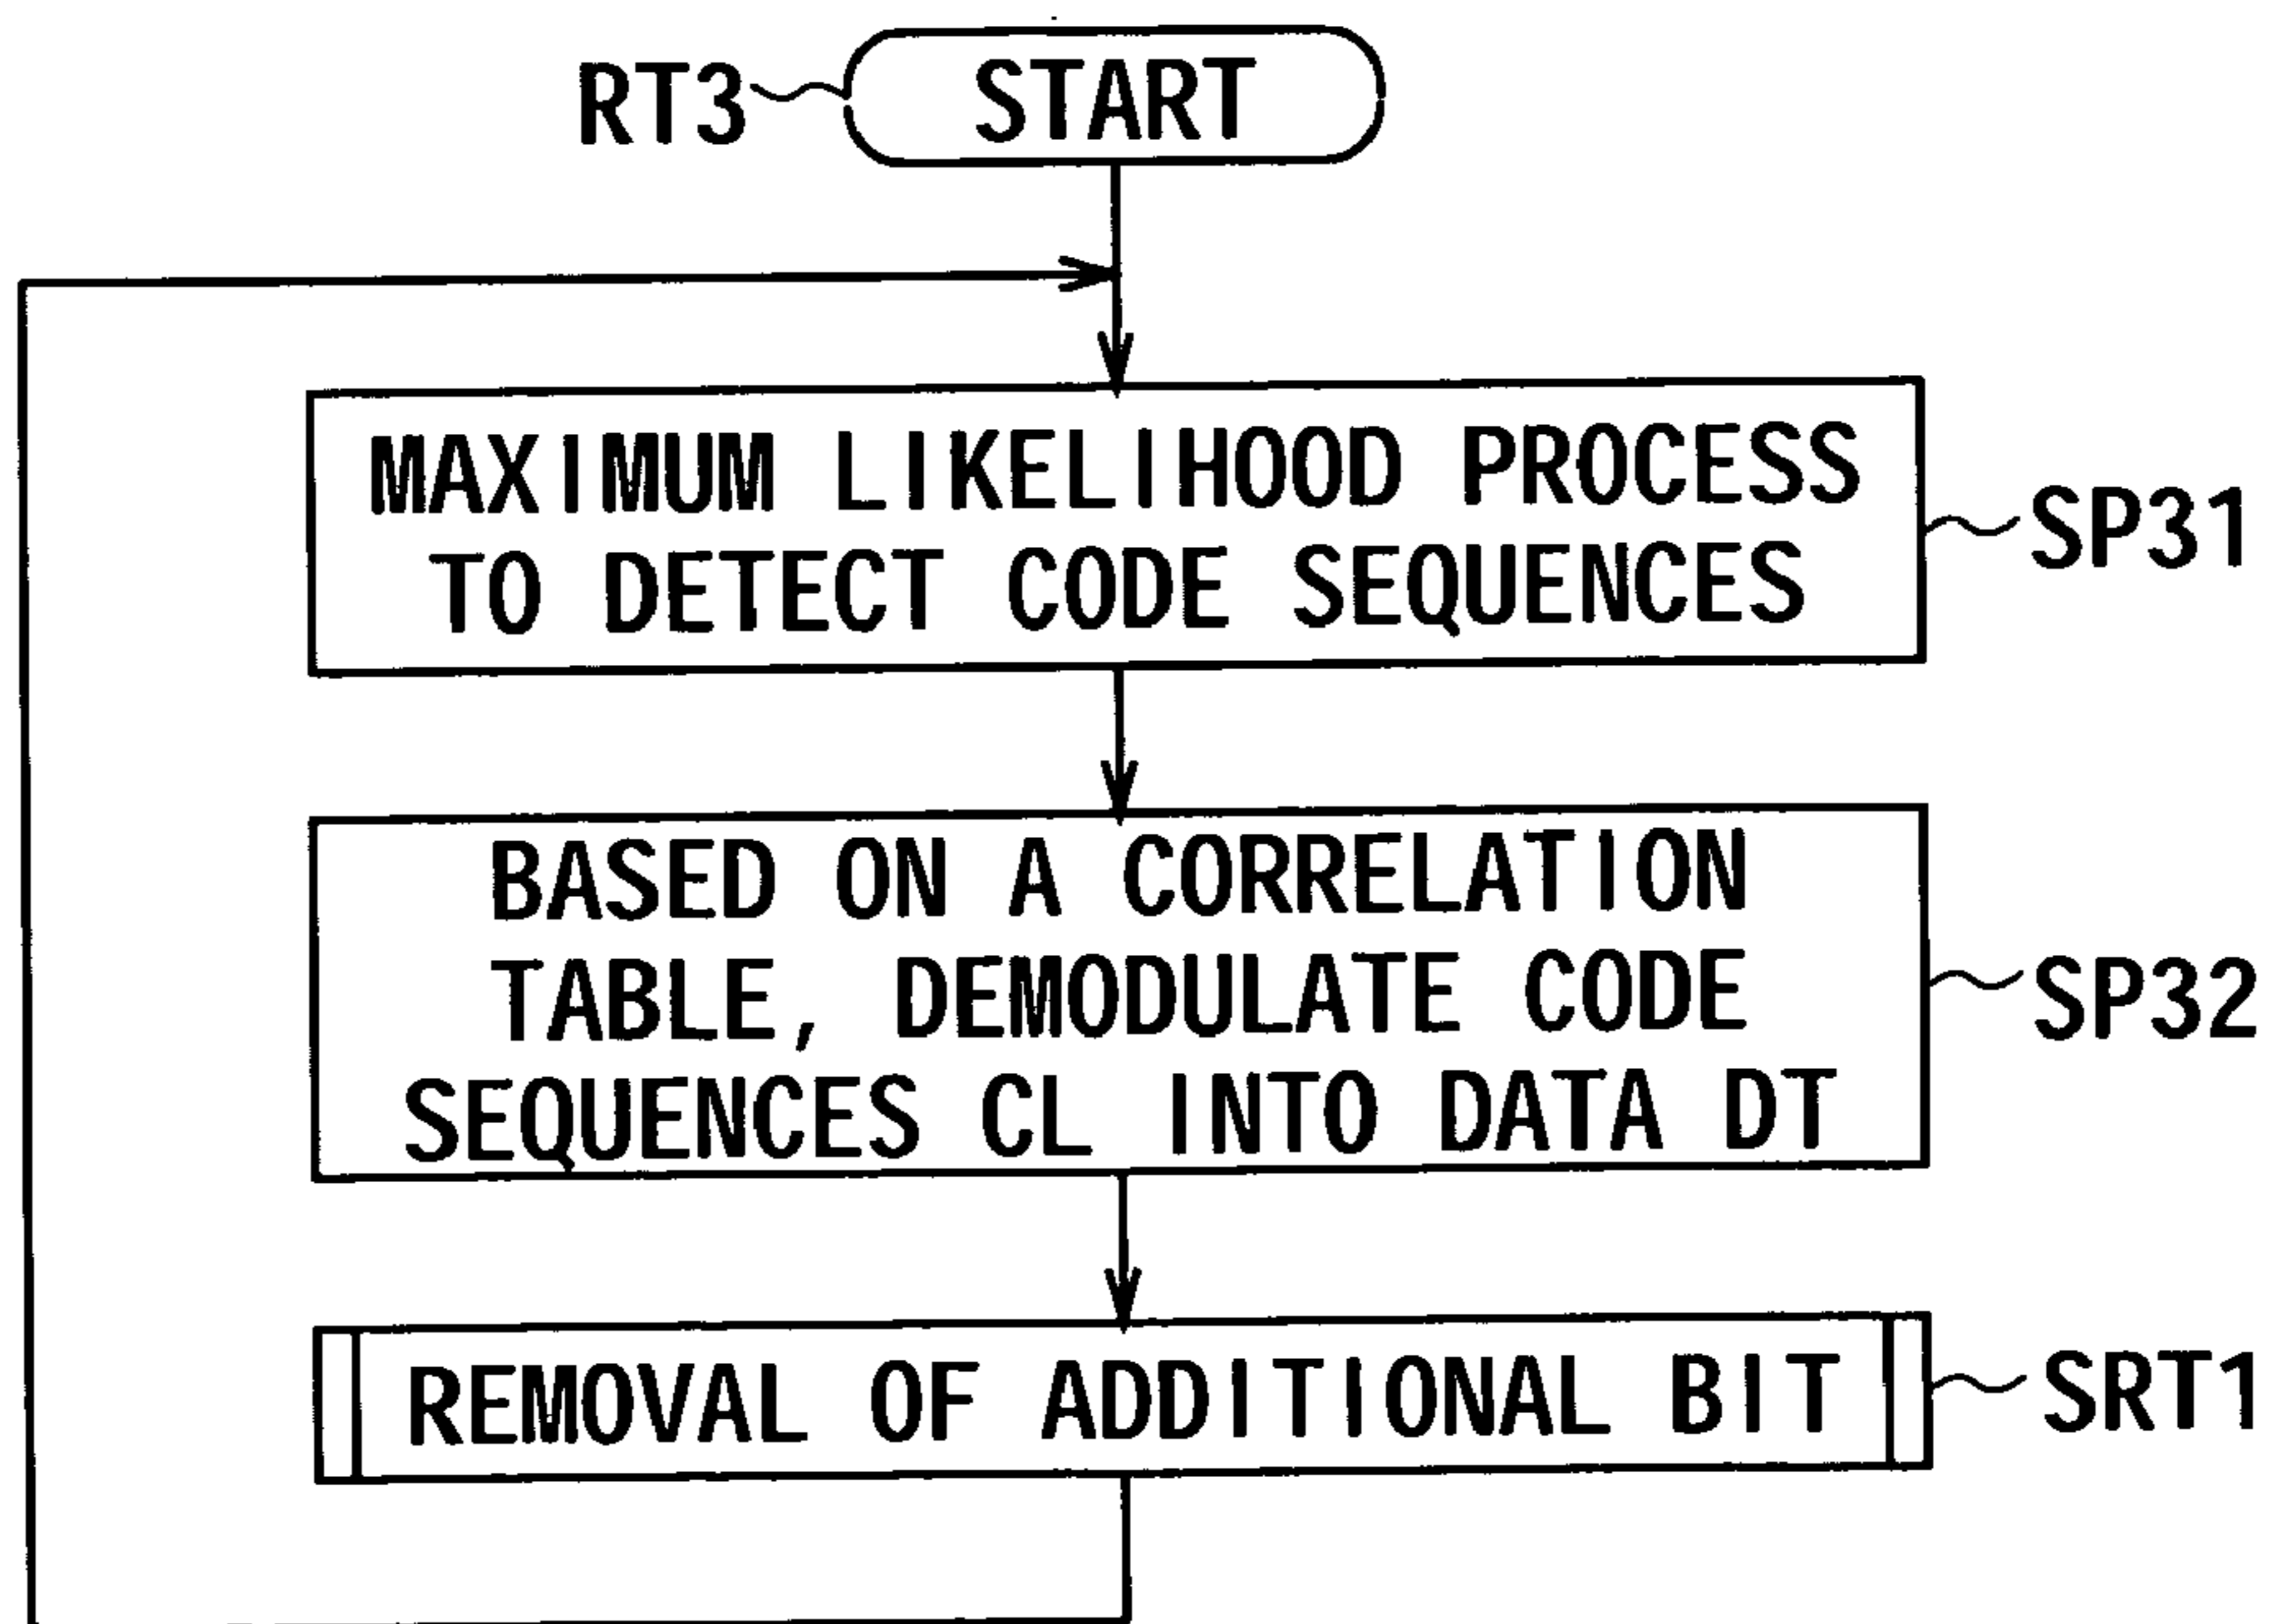 RT3 START
MAXIMUM LIKELIHOOD PROCESS
TO DETECT CODE SEQUENCES
SP31
BASED ON A CORRELATION
TABLE, DEMODULATE CODE
SEQUENCES CL INTO DATA DT
SP32
REMOVAL OF ADDITIONAL BIT
SRT1